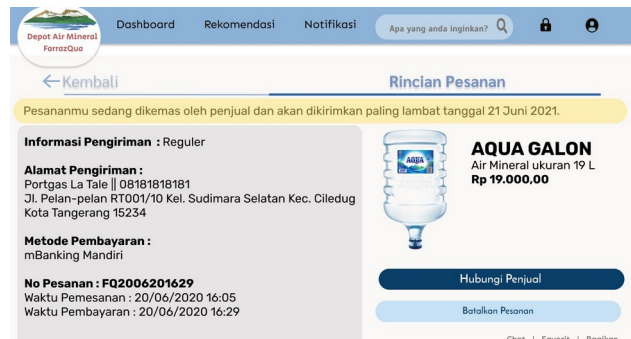 Dashboard Rekomendasi Notifikasi Apa yang anda inginkan?
Depot Air Mineral
FarrazQua
←Kembali
Rincian Pesanan
Pesananmu sedang dikemas oleh penjual dan akan dikirimkan paling lambat tanggal 21 Juni 2021.
Informasi Pengiriman : Reguler
Alamat Pengiriman :
Portgas La Tale || 08181818181
Jl. Pelan-pelan RT001/10 Kel. Sudimara Selatan Kec. Ciledug
Kota Tangerang 15234
Metode Pembayaran :
mBanking Mandiri
No Pesanan : FQ2006201629
Waktu Pemesanan : 20/06/2020 16:05
Waktu Pembayaran : 20/06/2020 16:29
AQUA
AQUA GALON
Air Mineral ukuran 19 L
Rp 19.000,00
Hubungi Penjual
Batalkan Pesanan
Chat | Favorit | Bagikan